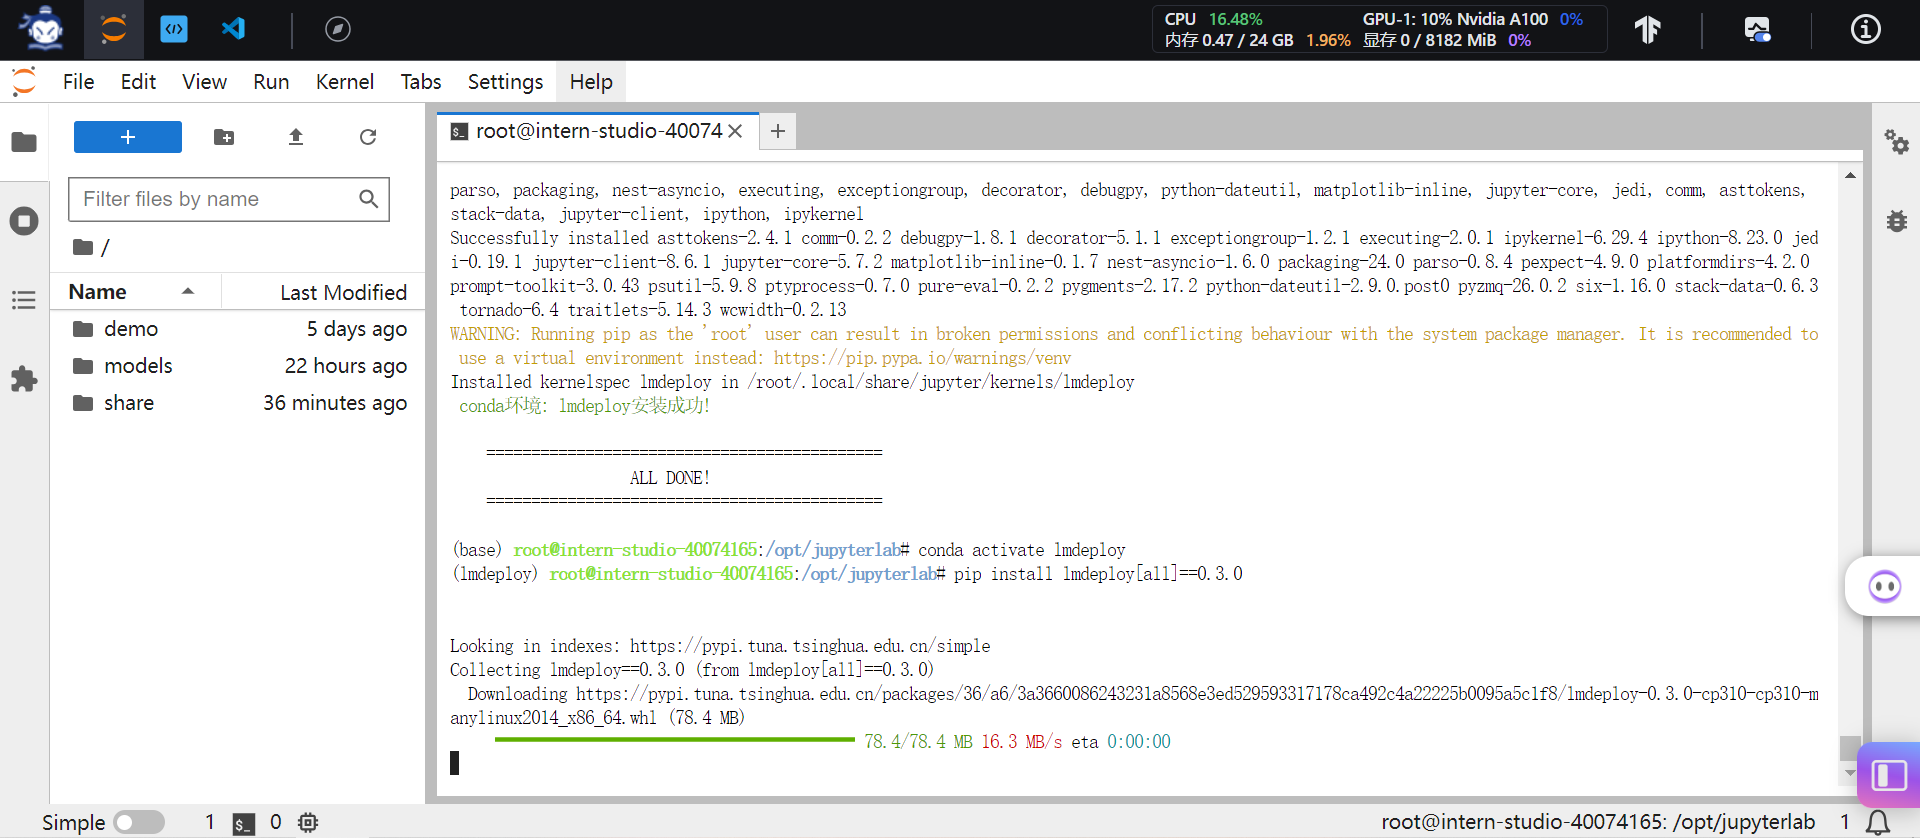 CPU 16.48% GPU-1: 10% Nvidia A100 0%
内存 0.47 / 24 GB 1.96% 显存 0 / 8182 MiB 0%
File Edit View Run Kernel Tabs Settings Help
root@intern-studio-40074
Filter files by name
/
Name Last Modified
demo 5 days ago
models 22 hours ago
share 36 minutes ago
parso, packaging, nest-asyncio, executing, exceptiongroup, decorator, debugpy, python-dateutil, matplotlib-inline, jupyter-core, jedi, comm, asttokens,
stack-data, jupyter-client, ipython, ipykernel
Successfully installed asttokens-2.4.1 comm-0.2.2 debugpy-1.8.1 decorator-5.1.1 exceptiongroup-1.2.1 executing-2.0.1 ipykernel-6.29.4 ipython-8.23.0 jed
i-0.19.1 jupyter-client-8.6.1 jupyter-core-5.7.2 matplotlib-inline-0.1.7 nest-asyncio-1.6.0 packaging-24.0 parso-0.8.4 pexpect-4.9.0 platformdirs-4.2.0
prompt-toolkit-3.0.43 psutil-5.9.8 ptyprocess-0.7.0 pure-eval-0.2.2 pygments-2.17.2 python-dateutil-2.9.0.post0 pyzmq-26.0.2 six-1.16.0 stack-data-0.6.3
tornado-6.4 traitlets-5.14.3 wcwidth-0.2.13
WARNING: Running pip as the 'root' user can result in broken permissions and conflicting behaviour with the system package manager. It is recommended to
use a virtual environment instead: https://pip.pypa.io/warnings/venv
Installed kernelspec lmdeploy in /root/.local/share/jupyter/kernels/lmdeploy
conda环境: lmdeploy安装成功!
============================================
ALL DONE!
============================================
(base) root@intern-studio-40074165:/opt/jupyterlab# conda activate lmdeploy
(lmdeploy) root@intern-studio-40074165:/opt/jupyterlab# pip install lmdeploy[all]==0.3.0
Looking in indexes: https://pypi.tuna.tsinghua.edu.cn/simple
Collecting lmdeploy==0.3.0 (from lmdeploy[all]==0.3.0)
Downloading https://pypi.tuna.tsinghua.edu.cn/packages/36/a6/3a3660086243231a8568e3ed529593317178ca492c4a22225b0095a5c1f8/lmdeploy-0.3.0-cp310-cp310-m
anylinux2014_x86_64.whl (78.4 MB)
78.4/78.4 MB 16.3 MB/s eta 0:00:00
Simple 1 0 root@intern-studio-40074165: /opt/jupyterlab 1